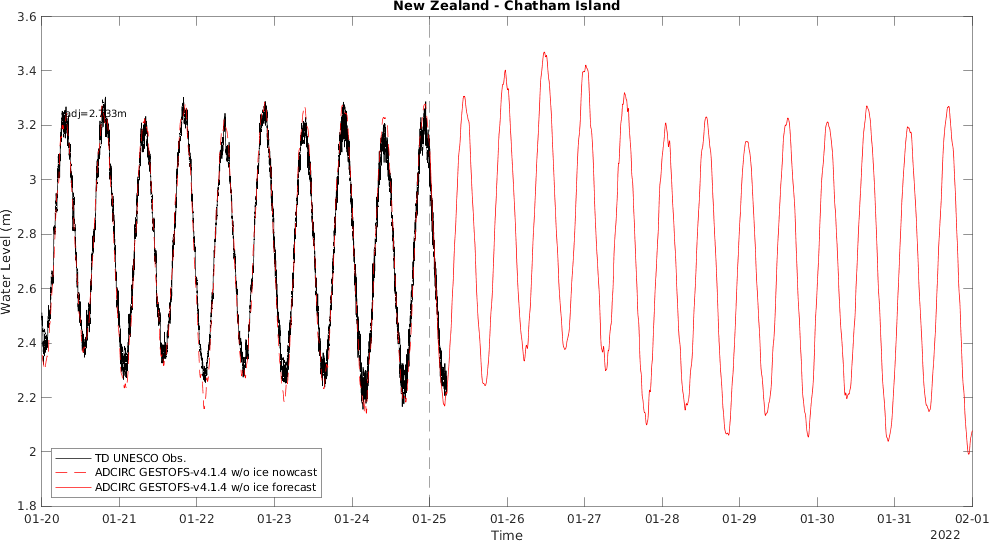 New Zealand - Chatham Island
3.6
3.4
3.2
3
2.8
2.6
2.4
2.2
2
1.8
Water Level (m)
adj=2.733m
TD UNESCO Obs.
ADCIRC GESTOFS-v4.1.4 w/o ice nowcast
ADCIRC GESTOFS-v4.1.4 w/o ice forecast
01-20 01-21 01-22 01-23 01-24 01-25 01-26 01-27 01-28 01-29 01-30 01-31 02-01
Time
2022